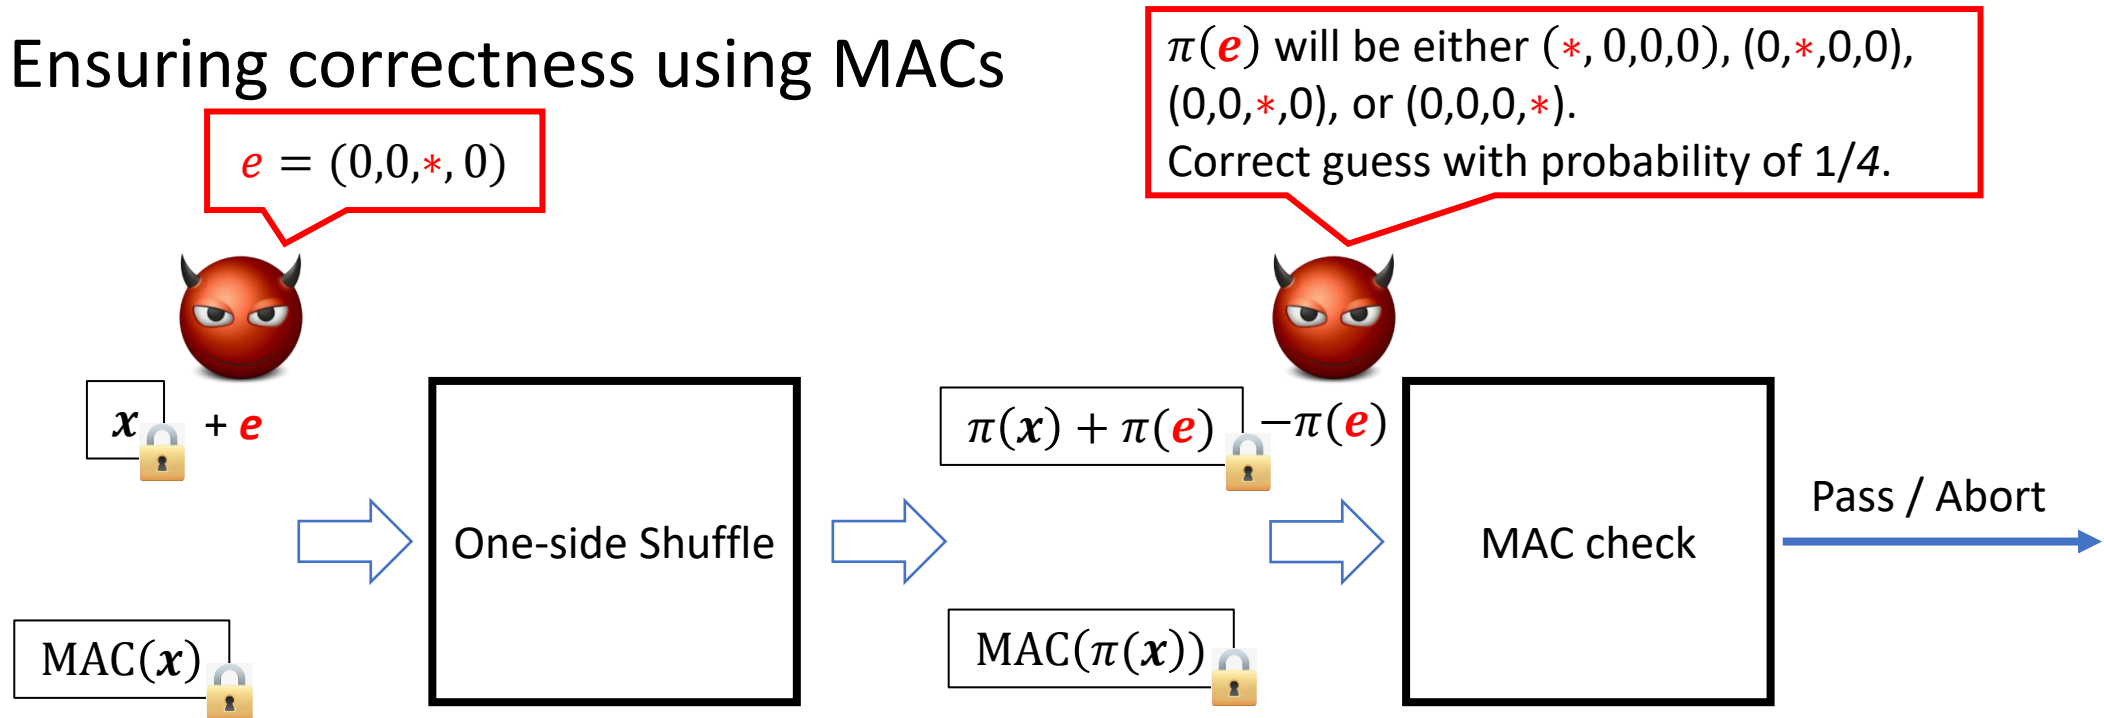 Ensuring correctness using MACs
π(e) will be either (*, 0,0,0), (0,*,0,0),
(0,0,*,0), or (0,0,0,*).
Correct guess with probability of 1/4.
e = (0,0,*, 0)
x + e
π(x) + π(e) −π(e)
Pass / Abort
One-side Shuffle
MAC check
MAC(x)
MAC(π(x))